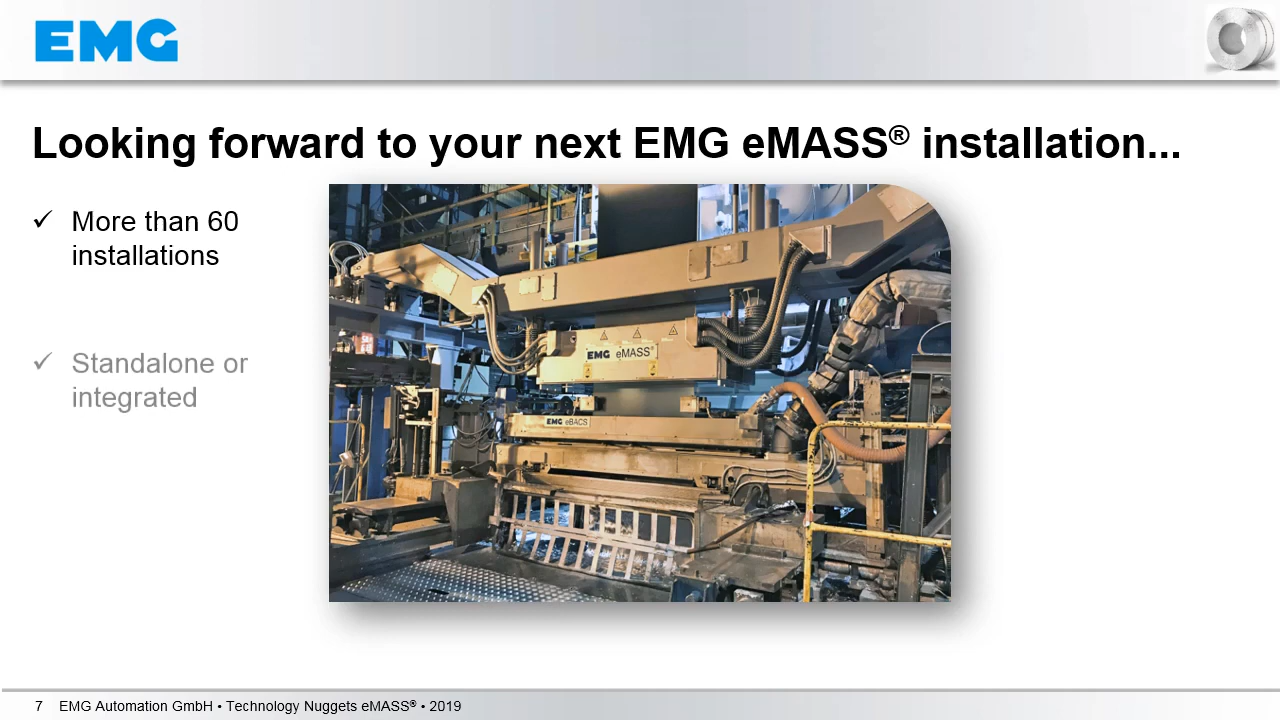 EMG
Looking forward to your next EMG eMASS® installation...
✓ More than 60
installations
✓ Standalone or
integrated
EMG eMASS®
EMG eBACS
7 EMG Automation GmbH • Technology Nuggets eMASS® • 2019